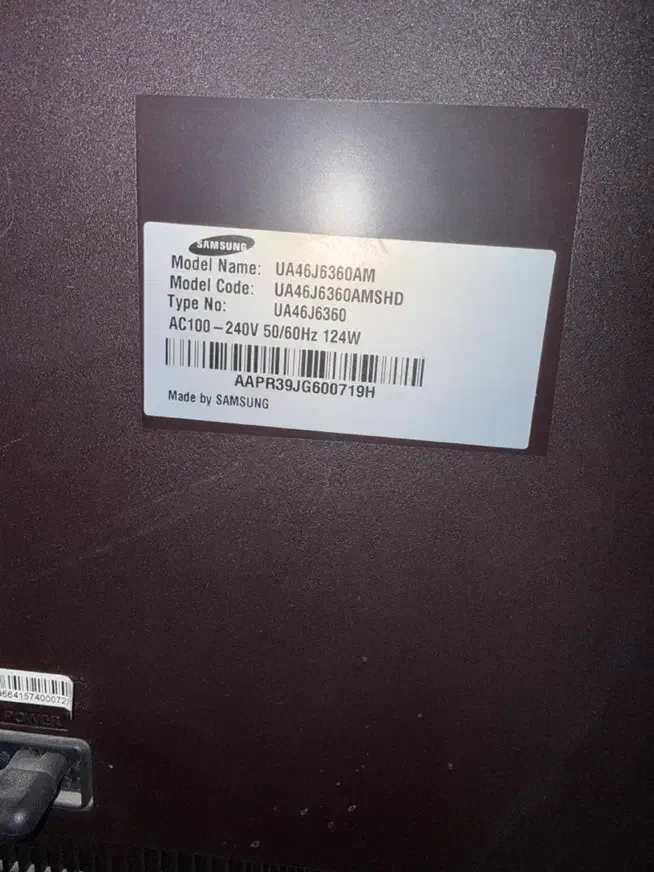 SAMSUNG
Model Name: UA46J6360AM
Model Code: UA46J6360AMSHD
Type No: UA46J6360
AC100-240V 50/60Hz 124W
AAPR39JG600719H
Made by SAMSUNG
POWER